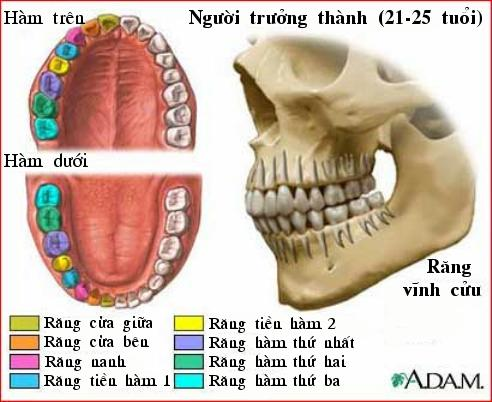 Hàm trên
Người trưởng thành (21-25 tuổi)
Hàm dưới
Răng
vĩnh cửu
Răng cửa giữa
Răng cửa bên
Răng nanh
Răng tiền hàm 1
Răng tiền hàm 2
Răng hàm thứ nhất
Răng hàm thứ hai
Răng hàm thứ ba
A.D.A.M.